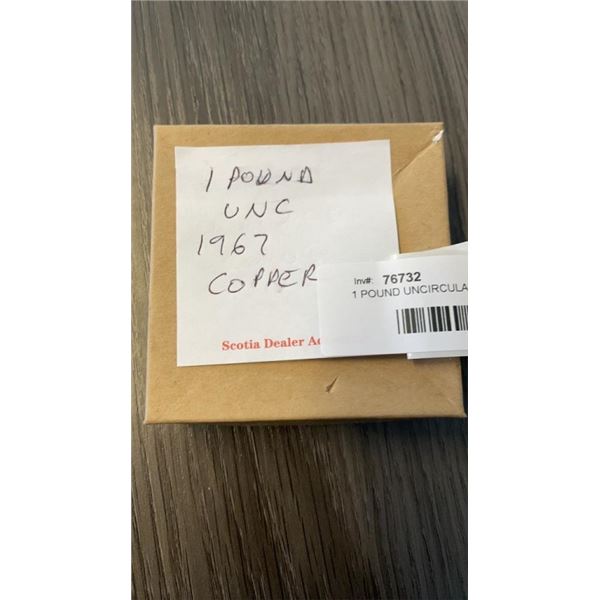 1 POUND
UNC
1967
COPPER
Scotia Dealer
Inv#: 76732
1 POUND UNCIRCULA